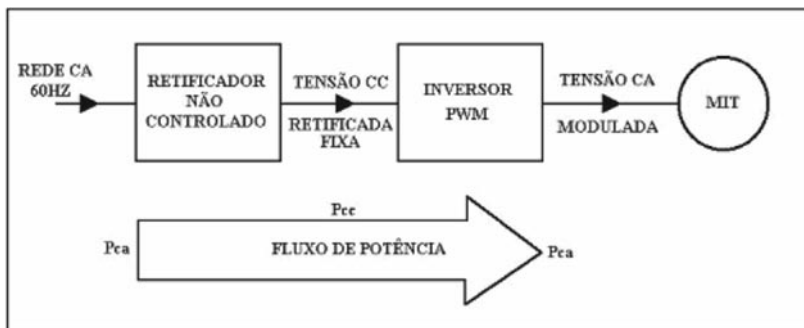 REDE CA
60HZ
RETIFICADOR
NÃO
CONTROLADO
TENSÃO CC
RETIFICADA
FIXA
INVERSOR
PWM
TENSÃO CA
MODULADA
MIT
Pcc
Pca
FLUXO DE POTÊNCIA
Pca